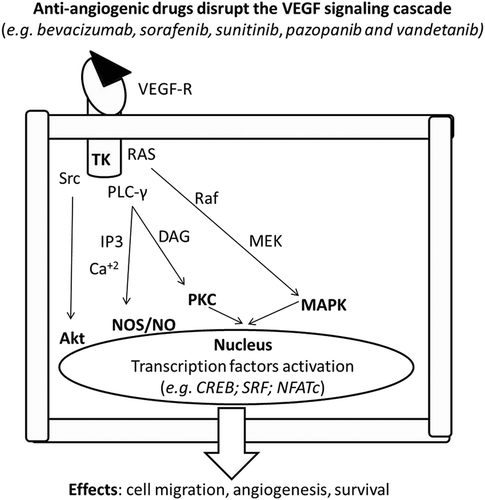 Anti-angiogenic drugs disrupt the VEGF signaling cascade
(e.g. bevacizumab, sorafenib, sunitinib, pazopanib and vandetanib)
VEGF-R
TK
RAS
Src
PLC-γ
Raf
IP3
DAG
MEK
Ca+2
PKC
MAPK
Akt
NOS/NO
Nucleus
Transcription factors activation
(e.g. CREB; SRF; NFATc)
Effects: cell migration, angiogenesis, survival